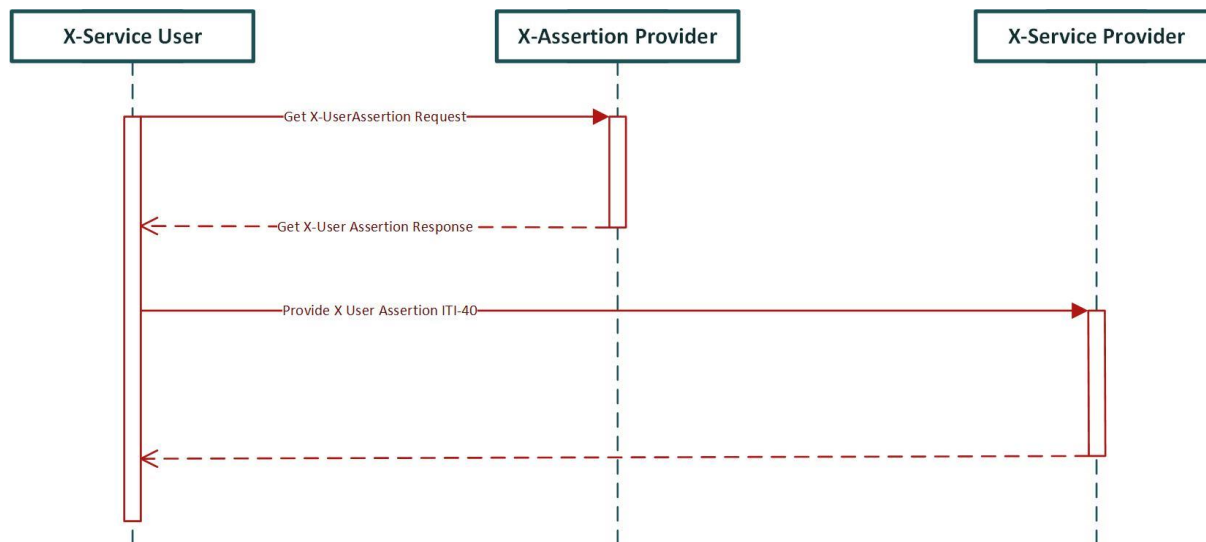 X-Service User
X-Assertion Provider
X-Service Provider
Get X-UserAssertion Request
Get X-User Assertion Response
Provide X User Assertion ITI-40